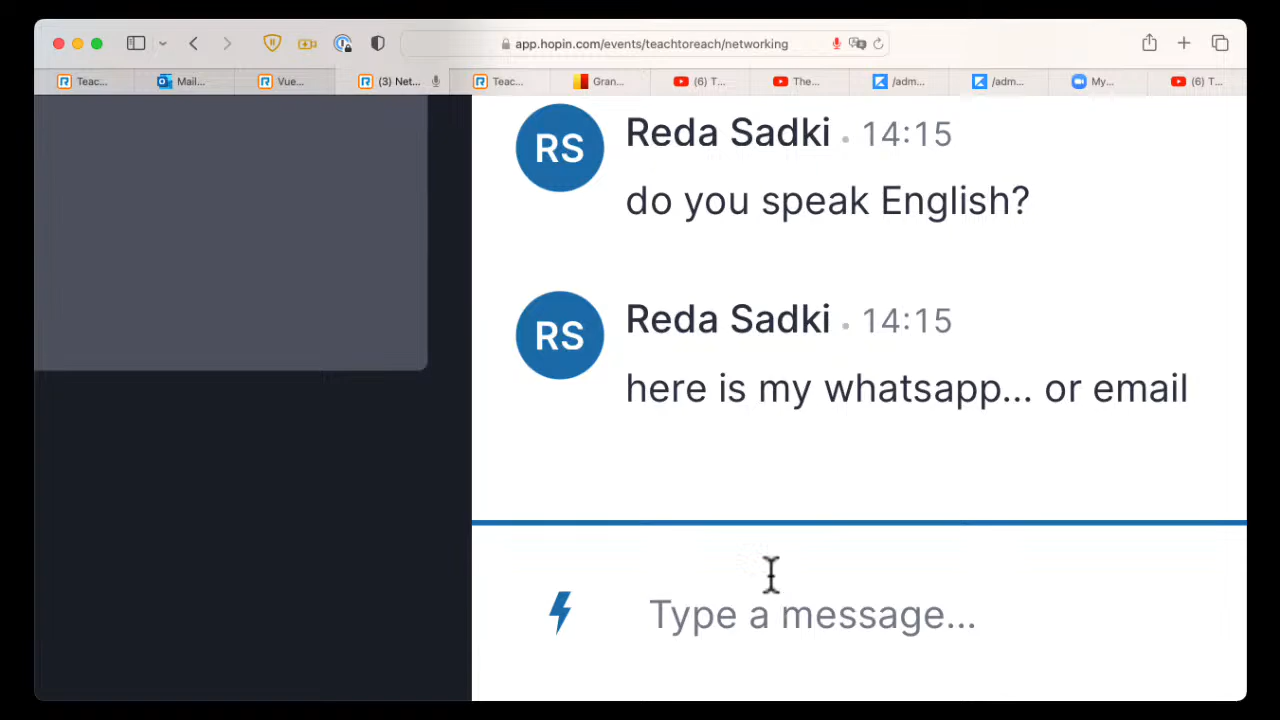 app.hopin.com/events/teachtoreach/networking
Teac...
Mail...
Vue...
(3) Net...
Teac...
Gran...
(6) T...
The...
/adm...
/adm...
My...
(6) T...
RS
Reda Sadki • 14:15
do you speak English?
RS
Reda Sadki • 14:15
here is my whatsapp... or email
Type a message...